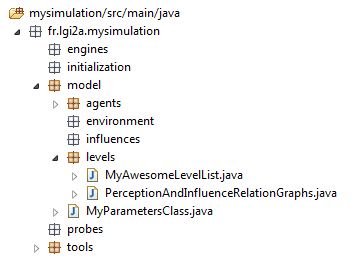 mysimulation/src/main/java
fr.lgi2a.mysimulation
engines
initialization
model
agents
environment
influences
levels
MyAwesomeLevelList.java
PerceptionAndInfluenceRelationGraphs.java
MyParametersClass.java
probes
tools